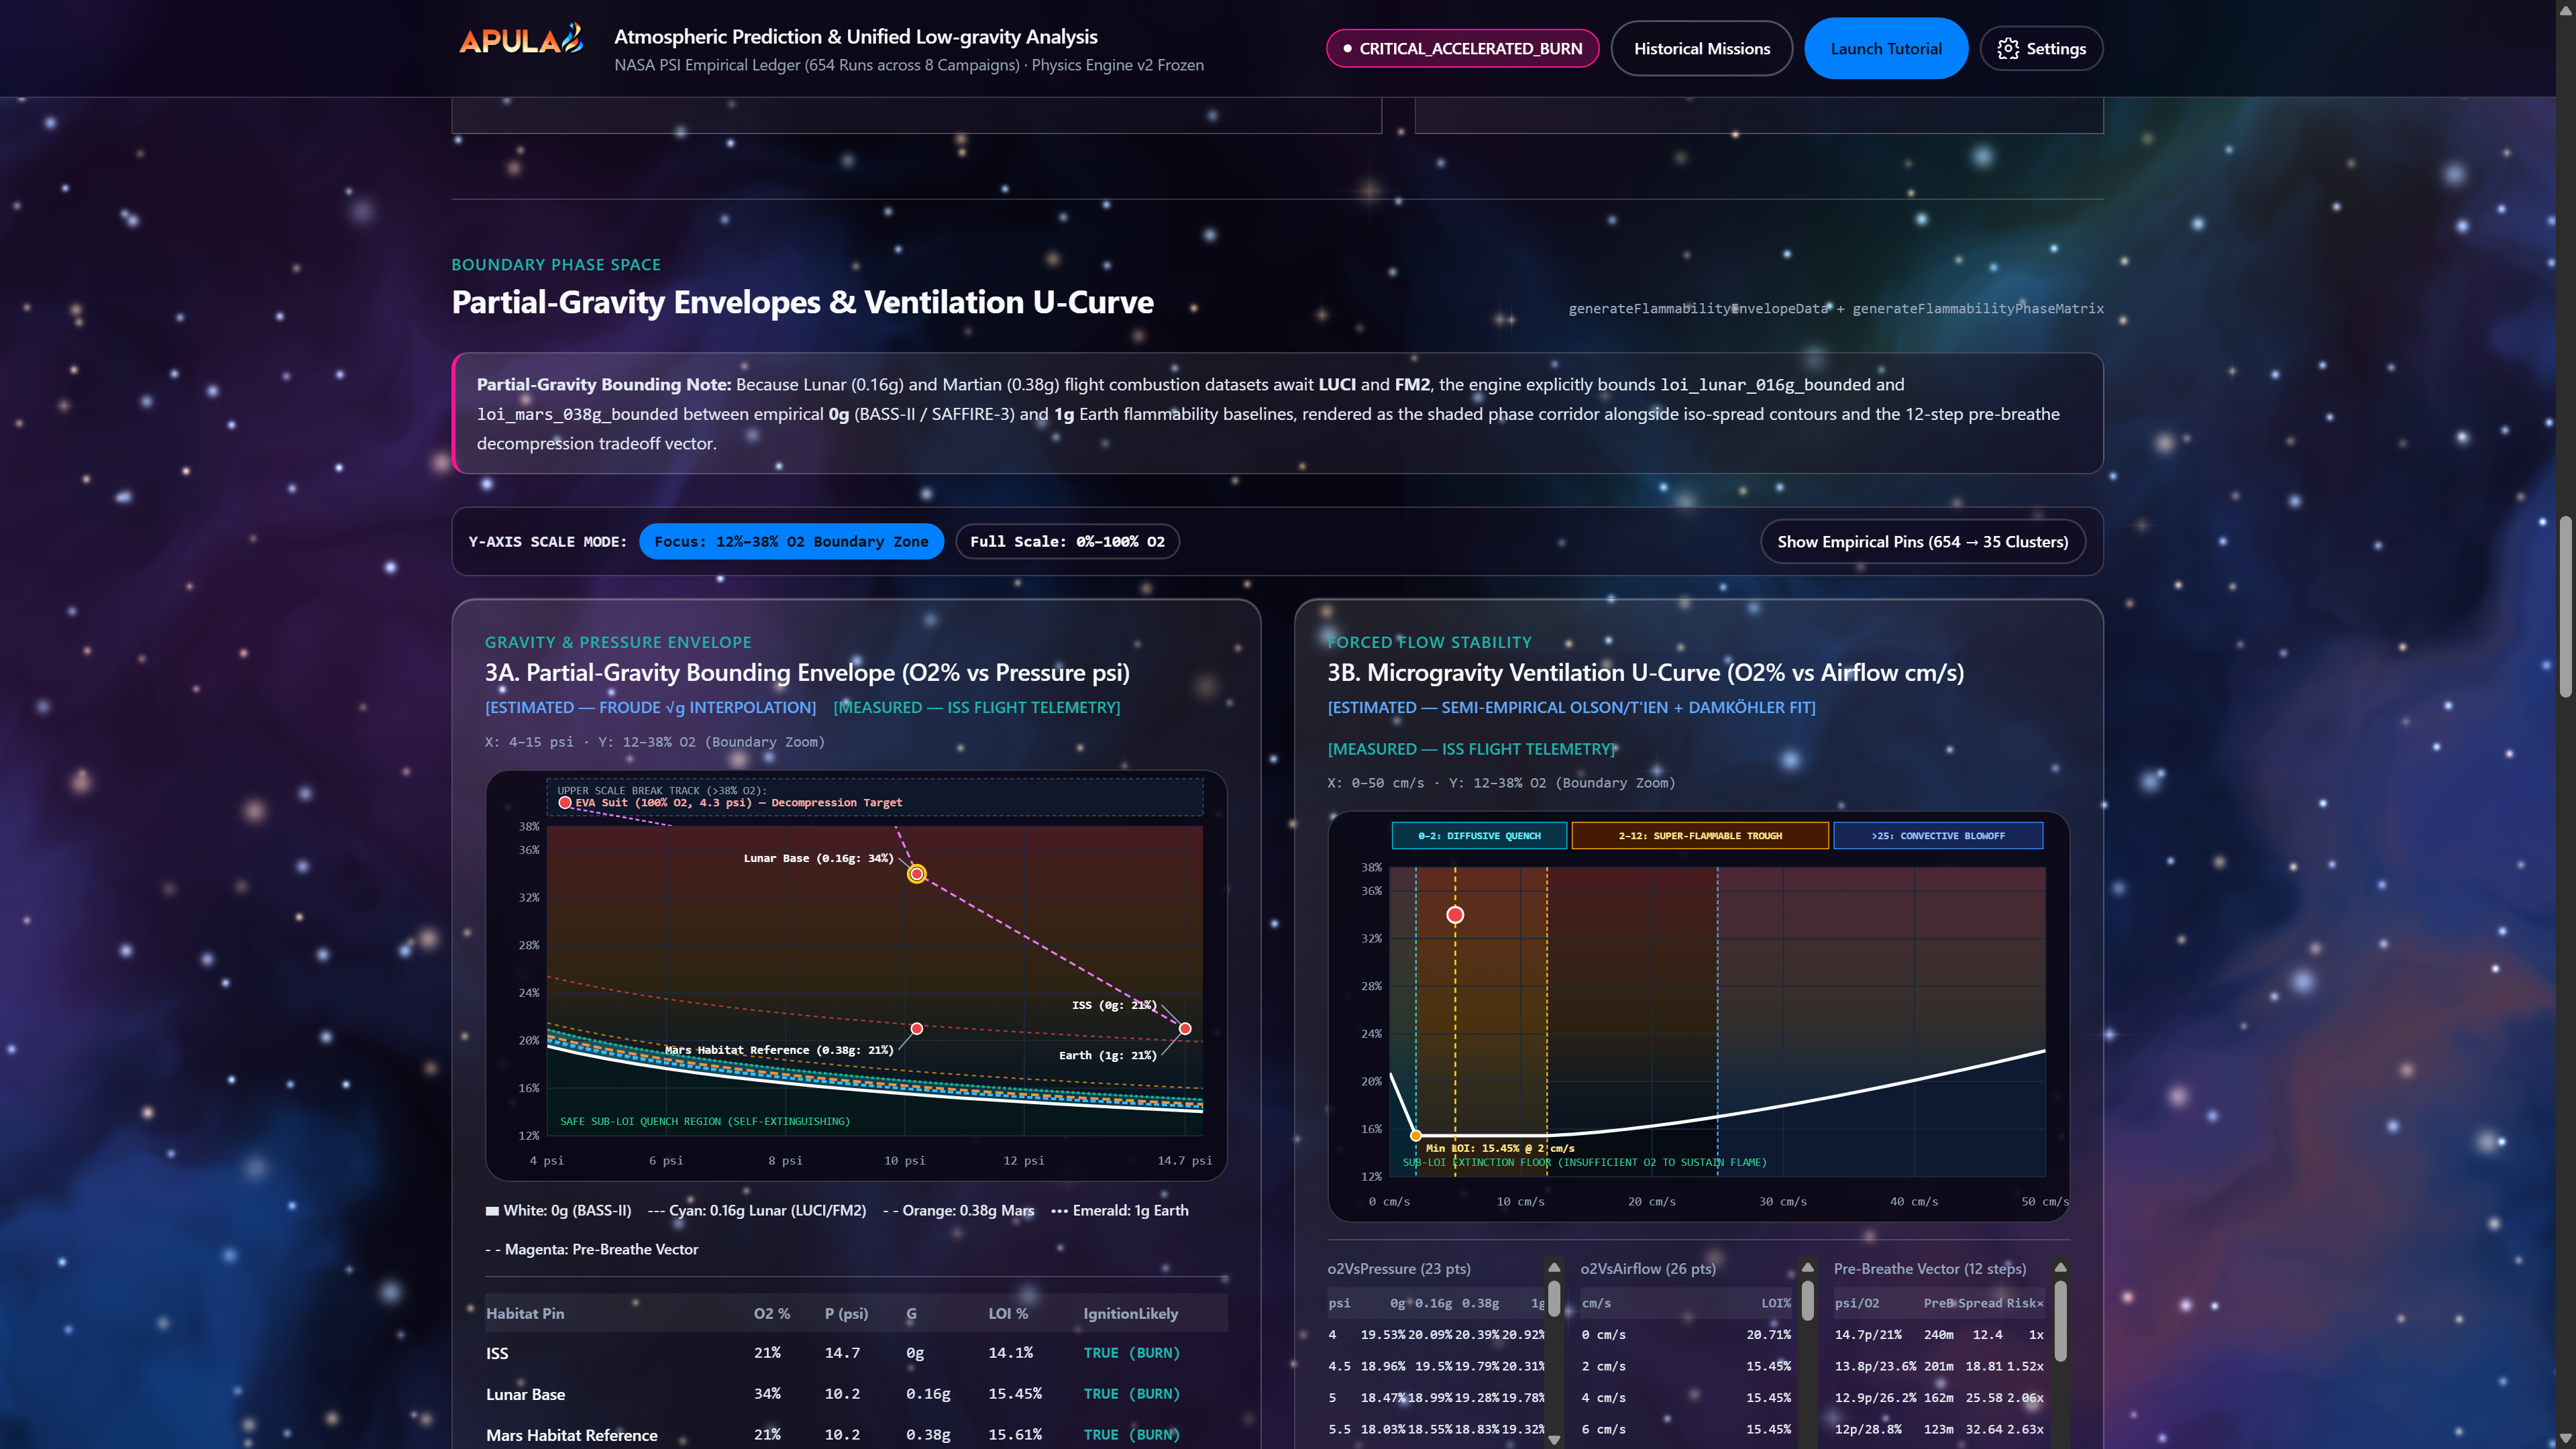 APULA
Atmospheric Prediction & Unified Low-gravity Analysis
NASA PSI Empirical Ledger (654 Runs across 8 Campaigns) · Physics Engine v2 Frozen
CRITICAL_ACCELERATED_BURN
Historical Missions
Launch Tutorial
Settings
BOUNDARY PHASE SPACE
Partial-Gravity Envelopes & Ventilation U-Curve
generateFlammabilityEnvelopeData + generateFlammabilityPhaseMatrix
Partial-Gravity Bounding Note: Because Lunar (0.16g) and Martian (0.38g) flight combustion datasets await LUCI and FM2, the engine explicitly bounds loi_lunar_016g_bounded and
loi_mars_038g_bounded between empirical 0g (BASS-II / SAFFIRE-3) and 1g Earth flammability baselines, rendered as the shaded phase corridor alongside iso-spread contours and the 12-step pre-breathe
decompression tradeoff vector.
Y-AXIS SCALE MODE:
Focus: 12%–38% O2 Boundary Zone
Full Scale: 0%–100% O2
Show Empirical Pins (654 → 35 Clusters)
GRAVITY & PRESSURE ENVELOPE
3A. Partial-Gravity Bounding Envelope (O2% vs Pressure psi)
[ESTIMATED — FROUDE √g INTERPOLATION] [MEASURED — ISS FLIGHT TELEMETRY]
X: 4–15 psi · Y: 12–38% O2 (Boundary Zoom)
UPPER SCALE BREAK TRACK (>38% O2):
EVA Suit (100% O2, 4.3 psi) — Decompression Target
38%
36%
32%
28%
24%
20%
16%
12%
Lunar Base (0.16g: 34%)
ISS (0g: 21%)
Mars Habitat Reference (0.38g: 21%)
Earth (1g: 21%)
SAFE SUB-LOI QUENCH REGION (SELF-EXTINGUISHING)
4 psi 6 psi 8 psi 10 psi 12 psi 14.7 psi
White: 0g (BASS-II) --- Cyan: 0.16g Lunar (LUCI/FM2) - - Orange: 0.38g Mars ••• Emerald: 1g Earth
- - Magenta: Pre-Breathe Vector
Habitat Pin O2 % P (psi) G LOI % IgnitionLikely
ISS 21% 14.7 0g 14.1% TRUE (BURN)
Lunar Base 34% 10.2 0.16g 15.45% TRUE (BURN)
Mars Habitat Reference 21% 10.2 0.38g 15.61% TRUE (BURN)
FORCED FLOW STABILITY
3B. Microgravity Ventilation U-Curve (O2% vs Airflow cm/s)
[ESTIMATED — SEMI-EMPIRICAL OLSON/T'IEN + DAMKÖHLER FIT]
[MEASURED — ISS FLIGHT TELEMETRY]
X: 0–50 cm/s · Y: 12–38% O2 (Boundary Zoom)
0–2: DIFFUSIVE QUENCH
2–12: SUPER-FLAMMABLE TROUGH
>25: CONVECTIVE BLOWOFF
38%
36%
32%
28%
24%
20%
16%
12%
Min LOI: 15.45% @ 2 cm/s
SUB-LOI EXTINCTION FLOOR (INSUFFICIENT O2 TO SUSTAIN FLAME)
0 cm/s 10 cm/s 20 cm/s 30 cm/s 40 cm/s 50 cm/s
o2VsPressure (23 pts)
psi 0g 0.16g 0.38g 1g
4 19.53% 20.09% 20.39% 20.92%
4.5 18.96% 19.5% 19.79% 20.31%
5 18.47% 18.99% 19.28% 19.78%
5.5 18.03% 18.55% 18.83% 19.32%
o2VsAirflow (26 pts)
cm/s LOI%
0 cm/s 20.71%
2 cm/s 15.45%
4 cm/s 15.45%
6 cm/s 15.45%
Pre-Breathe Vector (12 steps)
psi/O2 PreB Spread Risk×
14.7p/21% 240m 12.4 1x
13.8p/23.6% 201m 18.81 1.52x
12.9p/26.2% 162m 25.58 2.06x
12p/28.8% 123m 32.64 2.63x